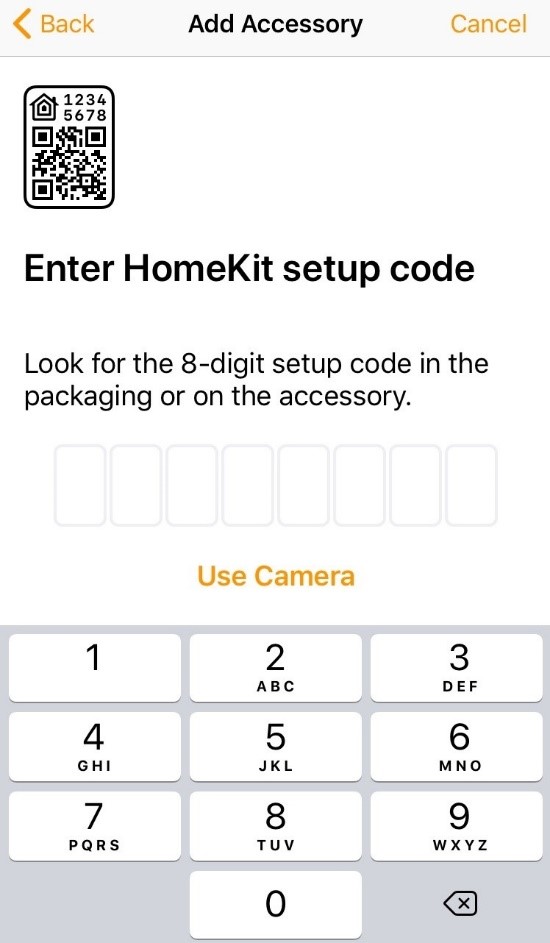 Back
Add Accessory
Cancel
1234
5678
Enter HomeKit setup code
Look for the 8-digit setup code in the
packaging or on the accessory.
Use Camera
1
2
3
ABC
DEF
4
5
6
GHI
JKL
MNO
7
8
9
PQRS
TUV
WXYZ
0